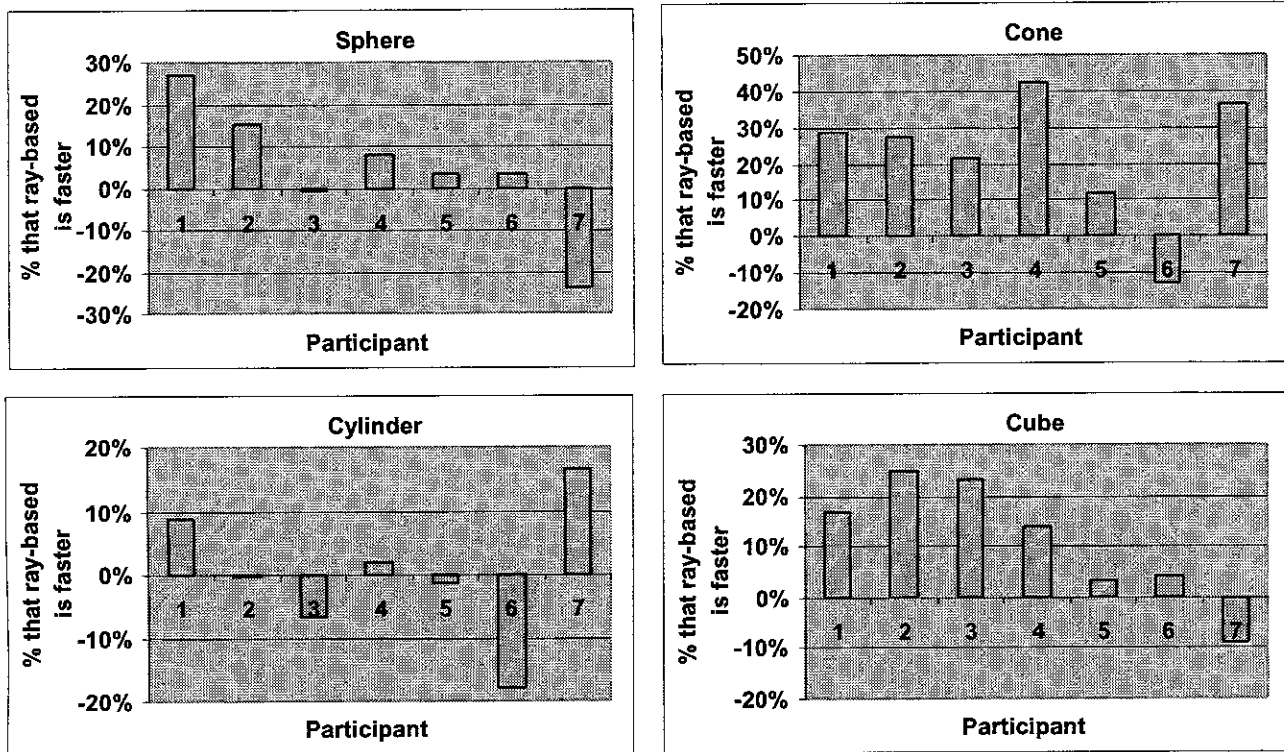 Sphere
% that ray-based
is faster
30%
20%
10%
0%
-10%
-20%
-30%
1 2 3 4 5 6 7
Participant
Cone
% that ray-based
is faster
50%
40%
30%
20%
10%
0%
-10%
-20%
1 2 3 4 5 6 7
Participant
Cylinder
% that ray-based
is faster
20%
10%
0%
-10%
-20%
1 2 3 4 5 6 7
Participant
Cube
% that ray-based
is faster
30%
20%
10%
0%
-10%
-20%
1 2 3 4 5 6 7
Participant